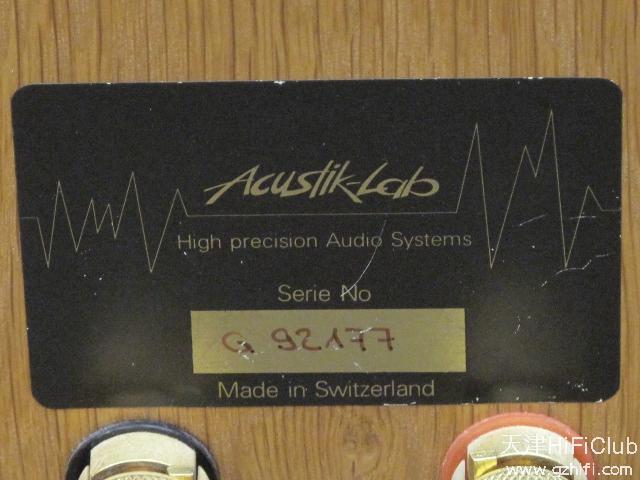 Acustik-Lab
High precision Audio Systems
Serie No
G 92177
Made in Switzerland
天津HiFiClub
www.gzhifi.com